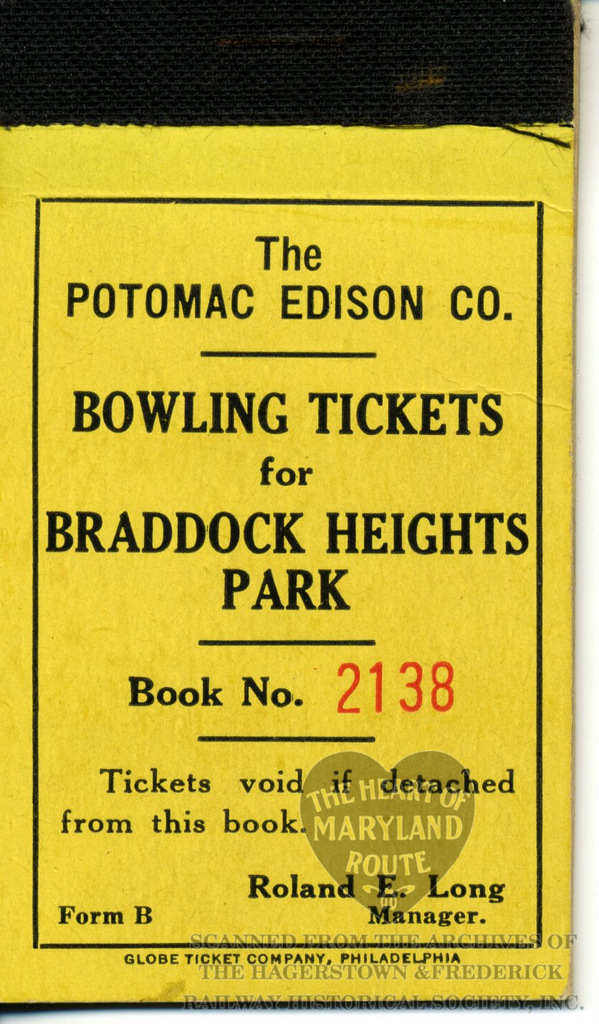 The
POTOMAC EDISON CO.
BOWLING TICKETS
for
BRADDOCK HEIGHTS
PARK
Book No. 2138
Tickets void if detached
from this book.
THE HEART OF
MARYLAND
ROUTE
Roland E. Long
Form B Manager.
GLOBE TICKET COMPANY, PHILADELPHIA
SCANNED FROM THE ARCHIVES OF
THE HAGERSTOWN & FREDERICK
RAILWAY HISTORICAL SOCIETY, INC.